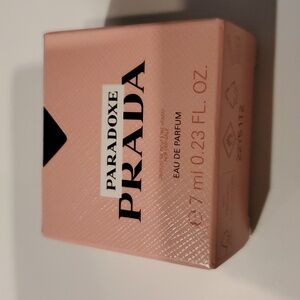 PARADOXE
PRADA
EAU DE PARFUM
℮ 7 ml 0.23 FL. OZ.